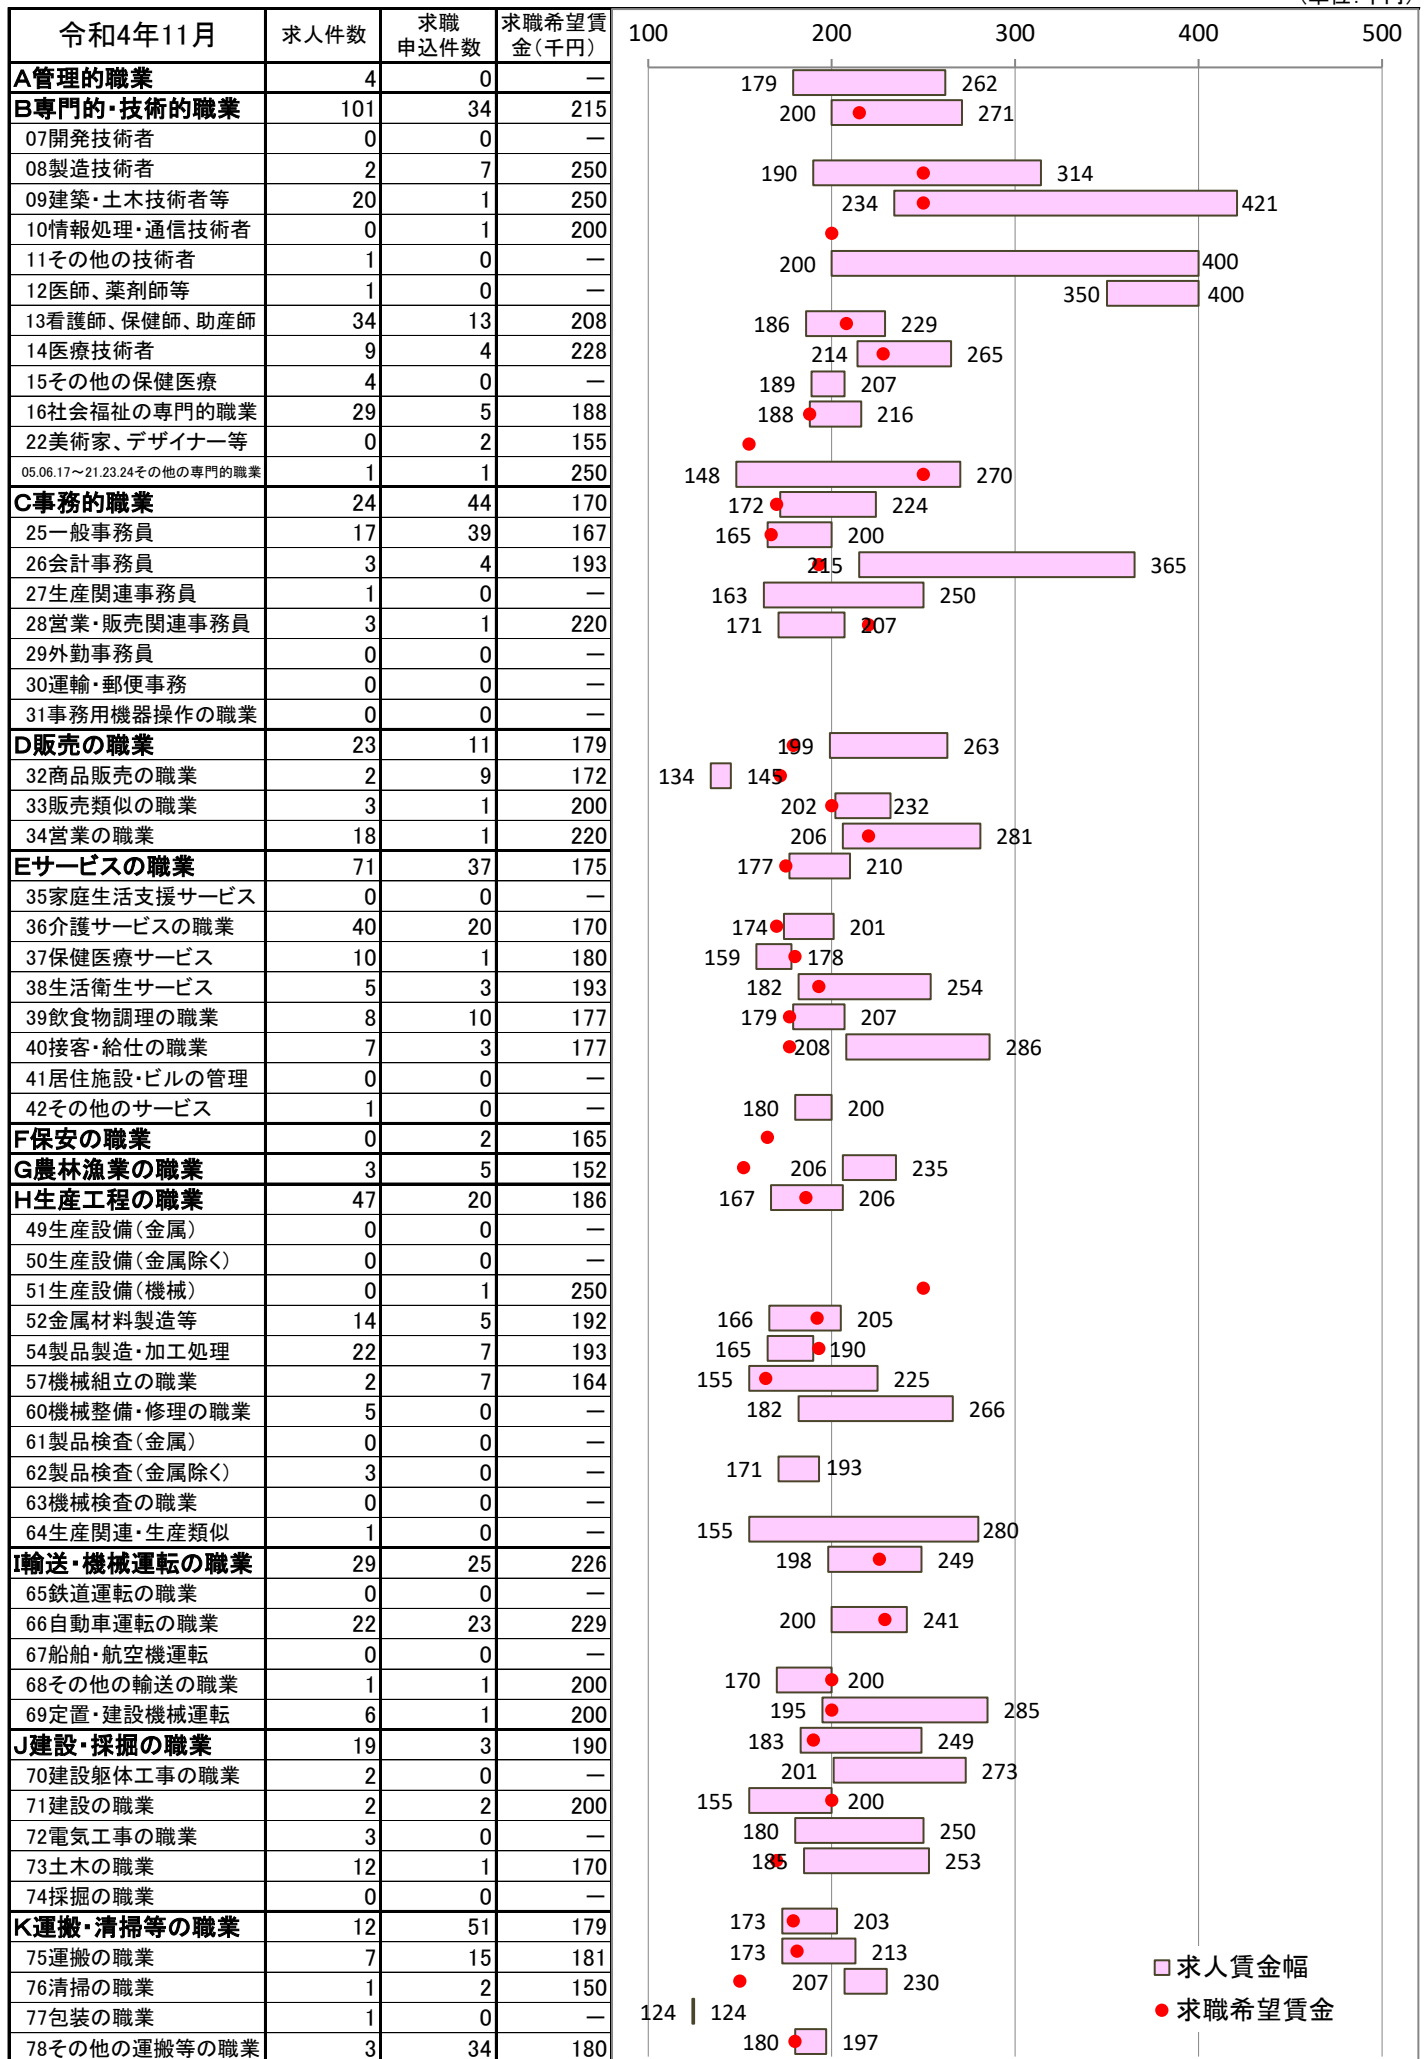 (単位：千円)
令和4年11月 求人件数 求職申込件数 求職希望賃金(千円) 100 200 300 400 500
A管理的職業 4 0 － 179 262
B専門的・技術的職業 101 34 215 200 271
07開発技術者 0 0 －
08製造技術者 2 7 250 190 314
09建築・土木技術者等 20 1 250 234 421
10情報処理・通信技術者 0 1 200
11その他の技術者 1 0 － 200 400
12医師、薬剤師等 1 0 － 350 400
13看護師、保健師、助産師 34 13 208 186 229
14医療技術者 9 4 228 214 265
15その他の保健医療 4 0 － 189 207
16社会福祉の専門的職業 29 5 188 188 216
22美術家、デザイナー等 0 2 155
05.06.17～21.23.24その他の専門的職業 1 1 250 148 270
C事務的職業 24 44 170 172 224
25一般事務員 17 39 167 165 200
26会計事務員 3 4 193 215 365
27生産関連事務員 1 0 － 163 250
28営業・販売関連事務員 3 1 220 171 207
29外勤事務員 0 0 －
30運輸・郵便事務 0 0 －
31事務用機器操作の職業 0 0 －
D販売の職業 23 11 179 199 263
32商品販売の職業 2 9 172 134 145
33販売類似の職業 3 1 200 202 232
34営業の職業 18 1 220 206 281
Eサービスの職業 71 37 175 177 210
35家庭生活支援サービス 0 0 －
36介護サービスの職業 40 20 170 174 201
37保健医療サービス 10 1 180 159 178
38生活衛生サービス 5 3 193 182 254
39飲食物調理の職業 8 10 177 179 207
40接客・給仕の職業 7 3 177 208 286
41居住施設・ビルの管理 0 0 －
42その他のサービス 1 0 － 180 200
F保安の職業 0 2 165
G農林漁業の職業 3 5 152 206 235
H生産工程の職業 47 20 186 167 206
49生産設備(金属) 0 0 －
50生産設備(金属除く) 0 0 －
51生産設備(機械) 0 1 250
52金属材料製造等 14 5 192 166 205
54製品製造・加工処理 22 7 193 165 190
57機械組立の職業 2 7 164 155 225
60機械整備・修理の職業 5 0 － 182 266
61製品検査(金属) 0 0 －
62製品検査(金属除く) 3 0 － 171 193
63機械検査の職業 0 0 －
64生産関連・生産類似 1 0 － 155 280
I輸送・機械運転の職業 29 25 226 198 249
65鉄道運転の職業 0 0 －
66自動車運転の職業 22 23 229 200 241
67船舶・航空機運転 0 0 －
68その他の輸送の職業 1 1 200 170 200
69定置・建設機械運転 6 1 200 195 285
J建設・採掘の職業 19 3 190 183 249
70建設躯体工事の職業 2 0 － 201 273
71建設の職業 2 2 200 155 200
72電気工事の職業 3 0 － 180 250
73土木の職業 12 1 170 185 253
74採掘の職業 0 0 －
K運搬・清掃等の職業 12 51 179 173 203
75運搬の職業 7 15 181 173 213
76清掃の職業 1 2 150 207 230
77包装の職業 1 0 － 124 124
78その他の運搬等の職業 3 34 180 180 197
求人賃金幅
求職希望賃金